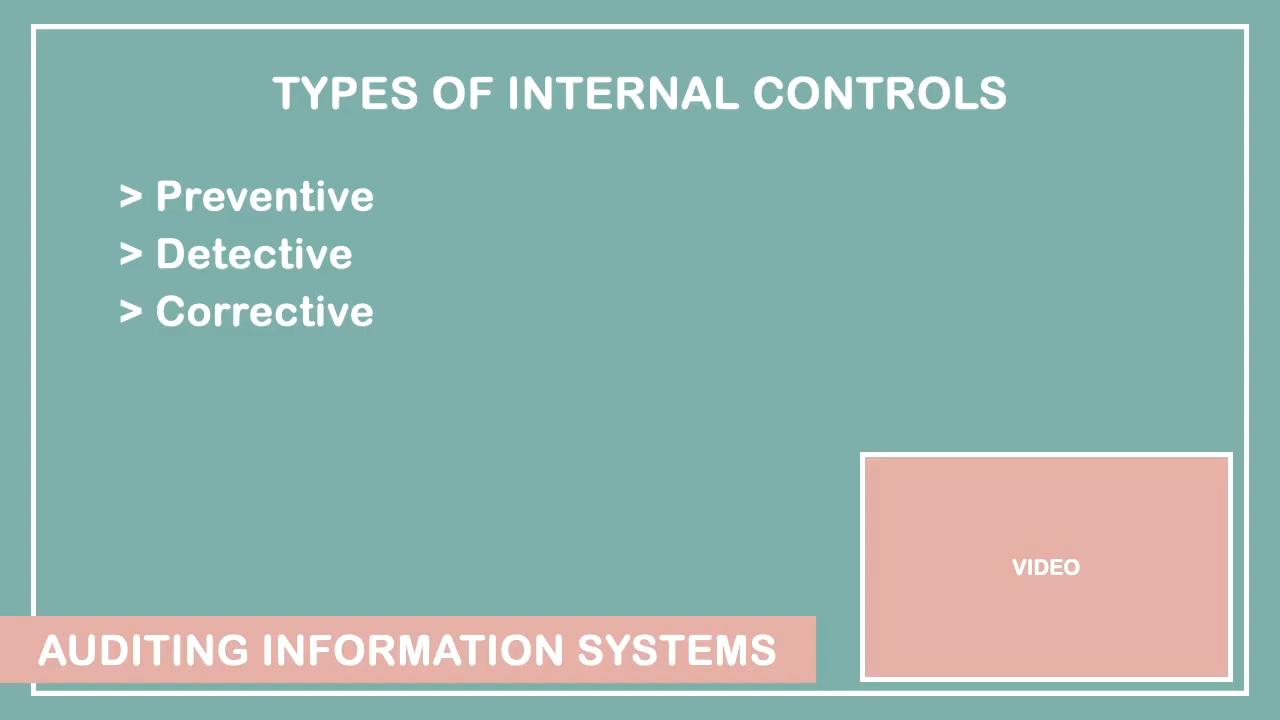 TYPES OF INTERNAL CONTROLS
> Preventive
> Detective
> Corrective
VIDEO
AUDITING INFORMATION SYSTEMS